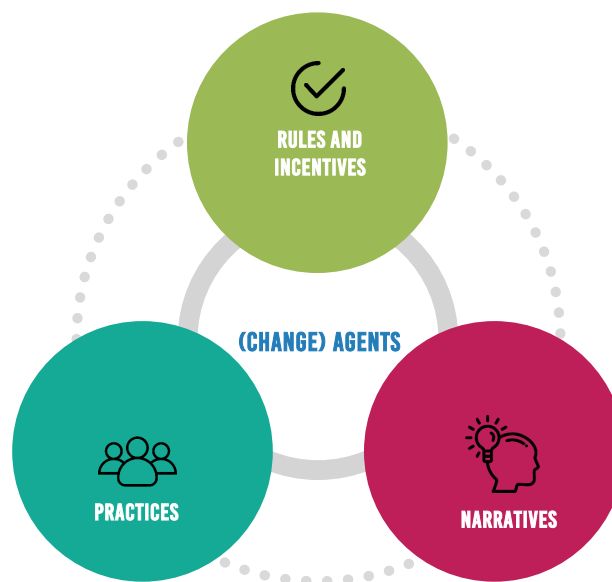 RULES AND
INCENTIVES
(CHANGE) AGENTS
PRACTICES
NARRATIVES